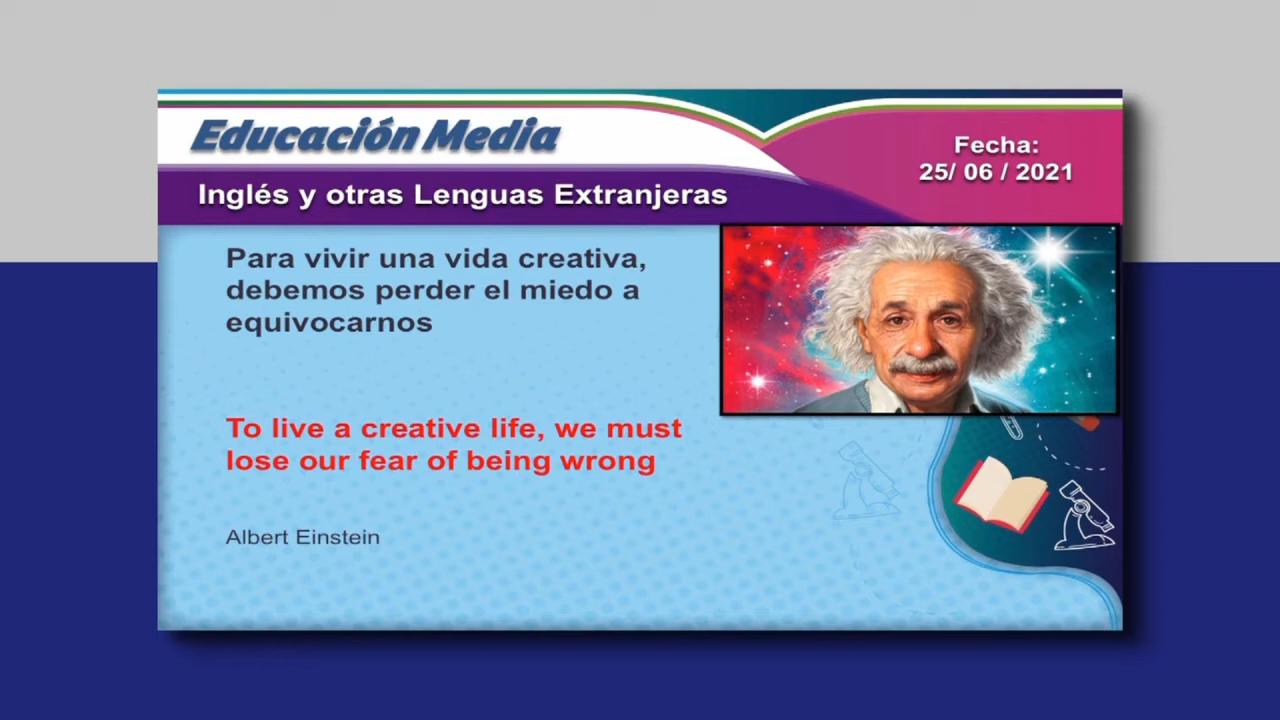 Educación Media
Inglés y otras Lenguas Extranjeras
Fecha:
25/ 06 / 2021
Para vivir una vida creativa,
debemos perder el miedo a
equivocarnos
To live a creative life, we must
lose our fear of being wrong
Albert Einstein